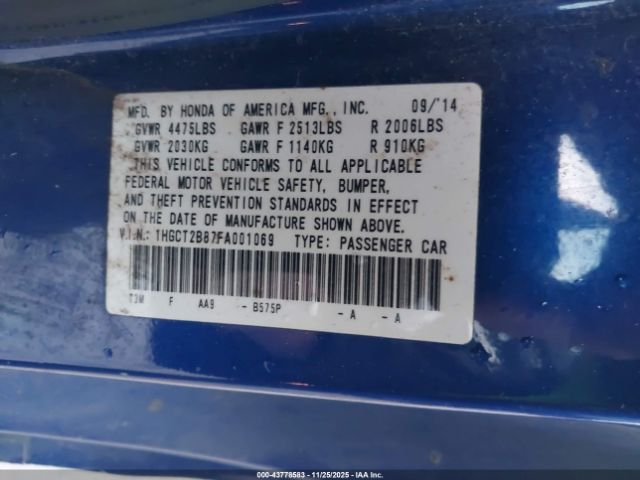 MFD. BY HONDA OF AMERICA MFG., INC. 09/'14
GVWR 4475LBS GAWR F 2513LBS R 2006LBS
GVWR 2030KG GAWR F 1140KG R 910KG
THIS VEHICLE CONFORMS TO ALL APPLICABLE
FEDERAL MOTOR VEHICLE SAFETY, BUMPER,
AND THEFT PREVENTION STANDARDS IN EFFECT
ON THE DATE OF MANUFACTURE SHOWN ABOVE.
V.I.N.: 1HGCT2B87FA001069 TYPE: PASSENGER CAR
T3M F AA9 - B575P - A - A
000-43778583 - 11/25/2025 - IAA Inc.